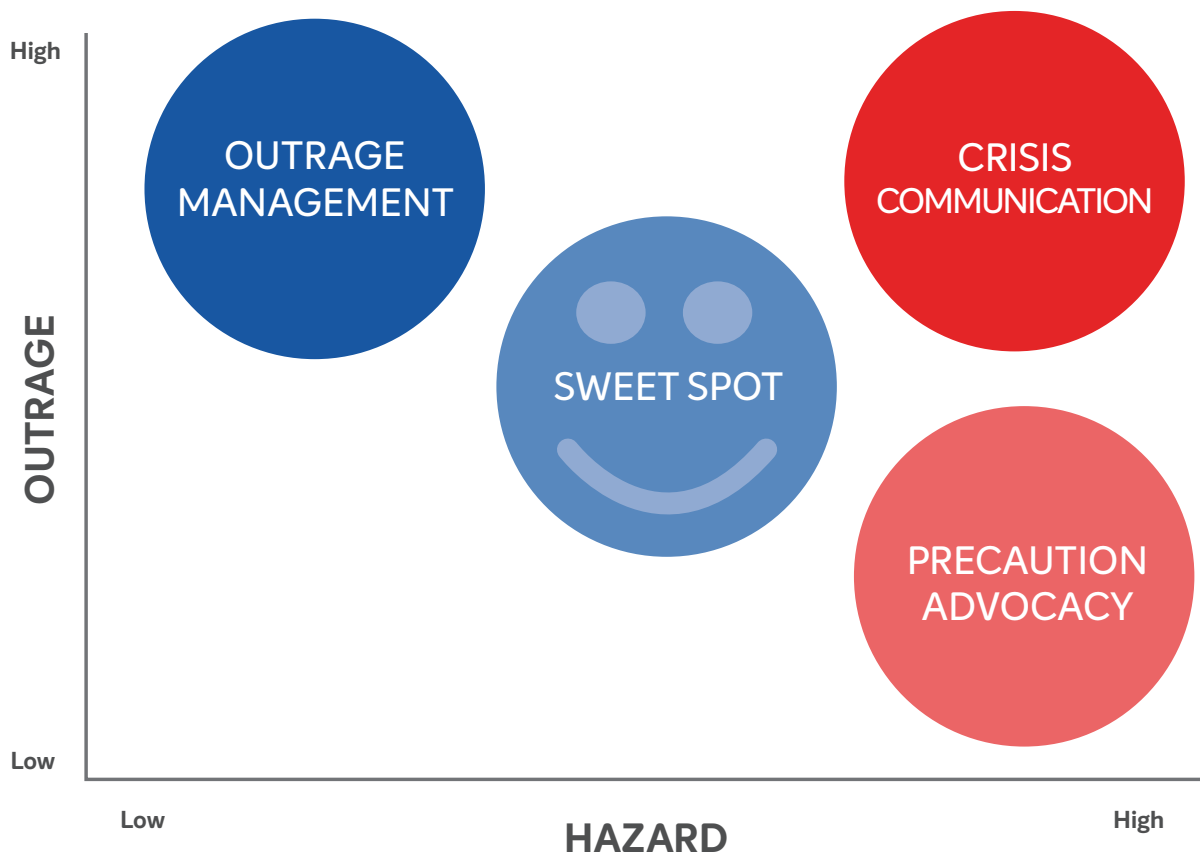 High
OUTRAGE
MANAGEMENT
CRISIS
COMMUNICATION
SWEET SPOT
OUTRAGE
PRECAUTION
ADVOCACY
Low
Low
High
HAZARD